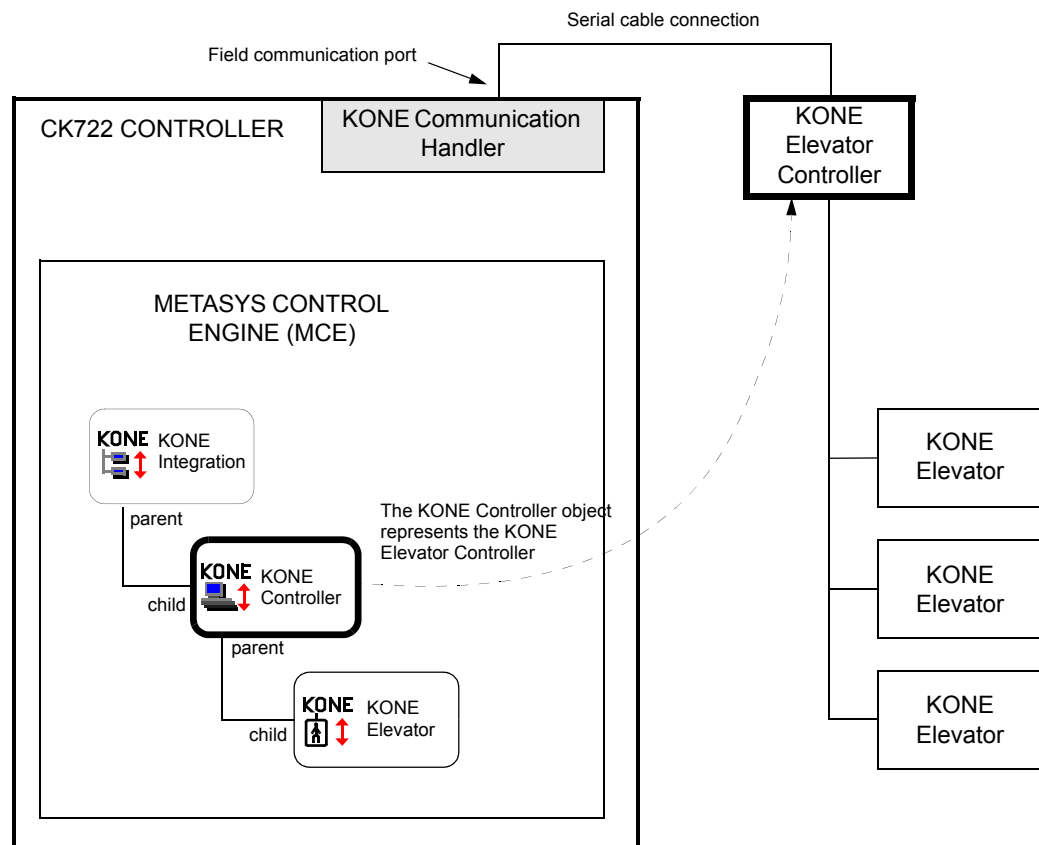 Serial cable connection
Field communication port
CK722 CONTROLLER
KONE Communication
Handler
KONE
Elevator
Controller
METASYS CONTROL
ENGINE (MCE)
KONE
KONE
Integration
parent
The KONE Controller object
represents the KONE
Elevator Controller
KONE
KONE
Controller
child
parent
KONE
KONE
Elevator
child
KONE
Elevator
KONE
Elevator
KONE
Elevator